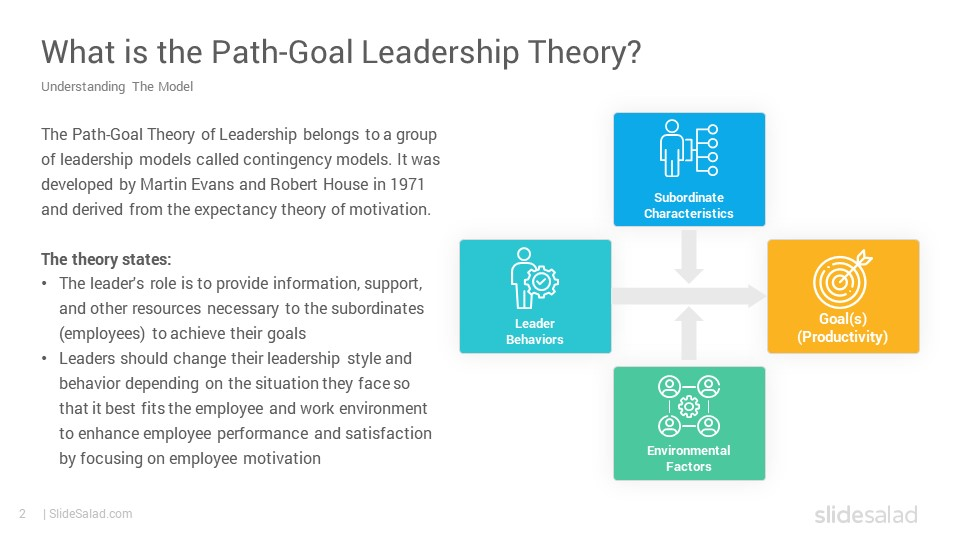 What is the Path-Goal Leadership Theory?
Understanding The Model
The Path-Goal Theory of Leadership belongs to a group
of leadership models called contingency models. It was
developed by Martin Evans and Robert House in 1971
and derived from the expectancy theory of motivation.
The theory states:
• The leader's role is to provide information, support,
and other resources necessary to the subordinates
(employees) to achieve their goals
• Leaders should change their leadership style and
behavior depending on the situation they face so
that it best fits the employee and work environment
to enhance employee performance and satisfaction
by focusing on employee motivation
Subordinate
Characteristics
Leader
Behaviors
Goal(s)
(Productivity)
Environmental
Factors
2 | SlideSalad.com
slidesalad